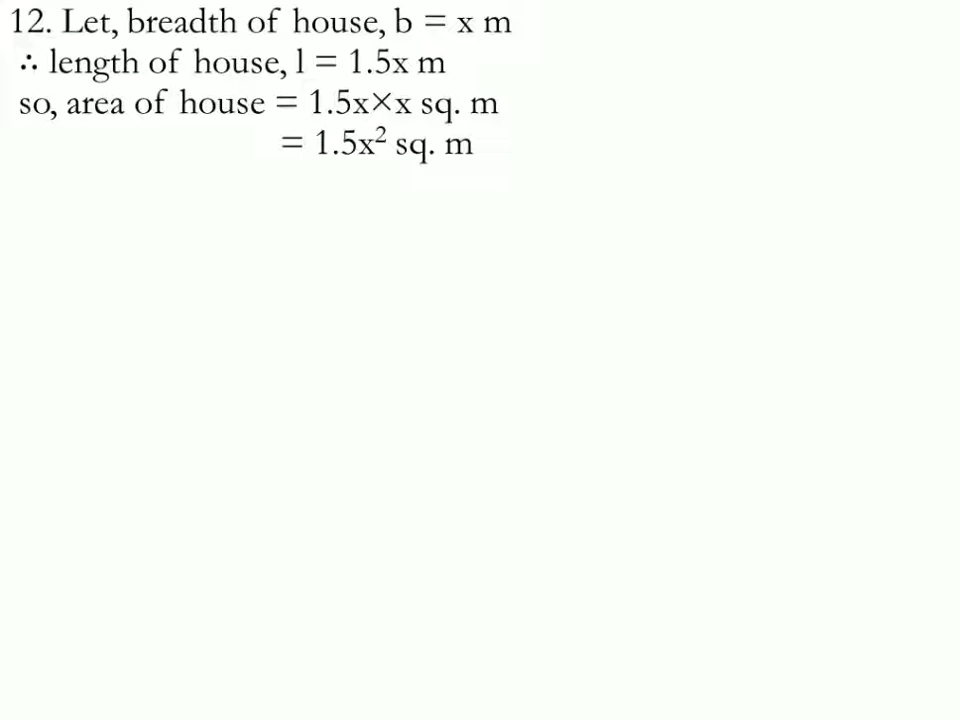 12. Let, breadth of house, b = x m
∴ length of house, l = 1.5x m
so, area of house = 1.5x×x sq. m
= 1.5x² sq. m